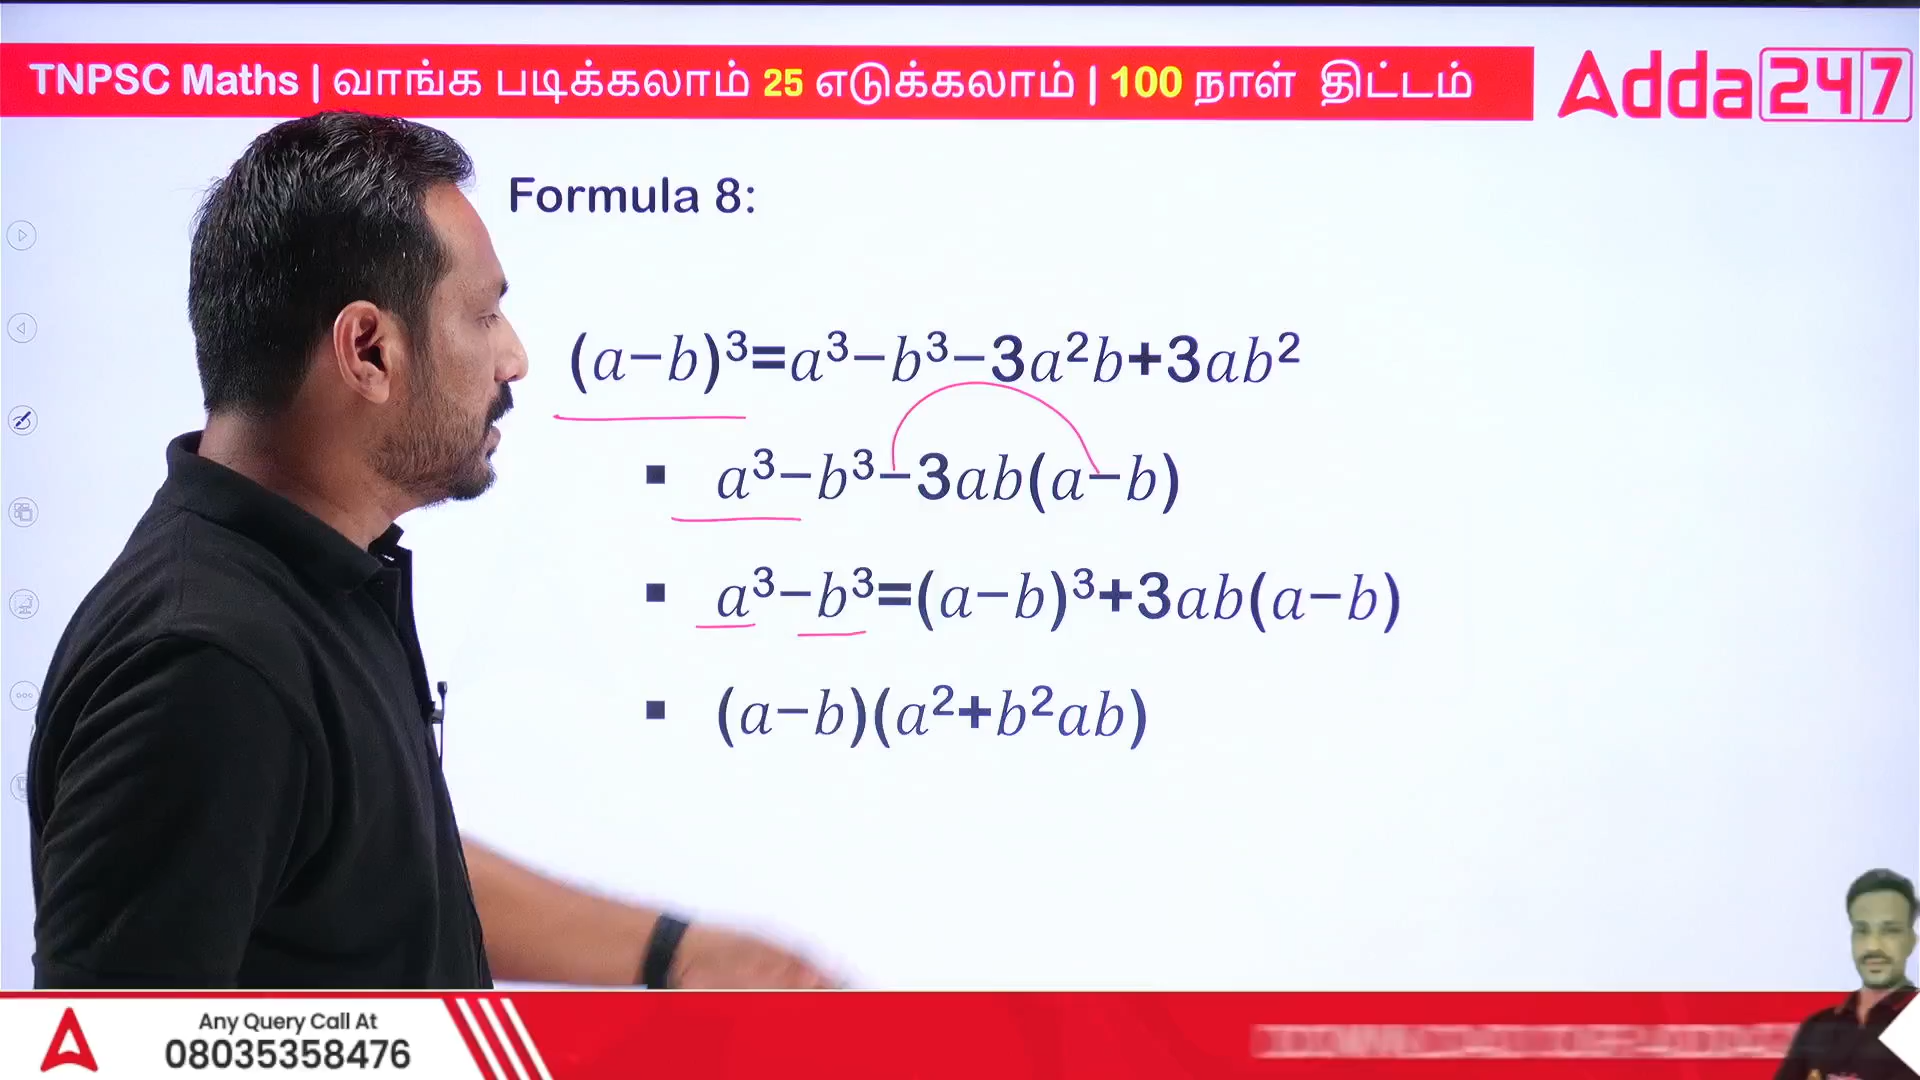 TNPSC Maths | வாங்க படிக்கலாம் 25 எடுக்கலாம் | 100 நாள் திட்டம்
Adda247
Formula 8:
(a−b)³=a³−b³−3a²b+3ab²
▪ a³−b³−3ab(a−b)
▪ a³−b³=(a−b)³+3ab(a−b)
▪ (a−b)(a²+b²ab)
Any Query Call At
08035358476